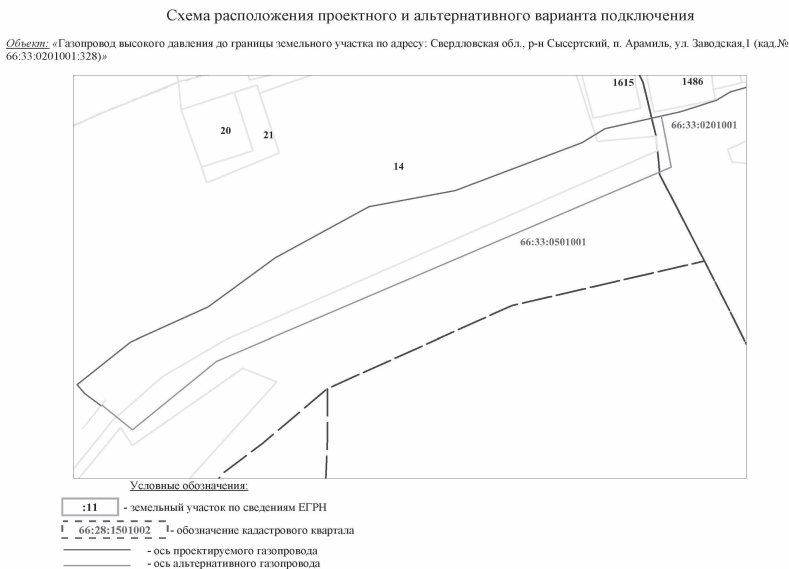 Схема расположения проектного и альтернативного варианта подключения
Объект: «Газопровод высокого давления до границы земельного участка по адресу: Свердловская обл., р-н Сысертский, п. Арамиль, ул. Заводская,1 (кад.№
66:33:0201001:328)»
1615
1486
66:33:0201001
20
21
14
66:33:0501001
Условные обозначения:
:11 - земельный участок по сведениям ЕГРН
66:28:1501002 - обозначение кадастрового квартала
- ось проектируемого газопровода
- ось альтернативного газопровода